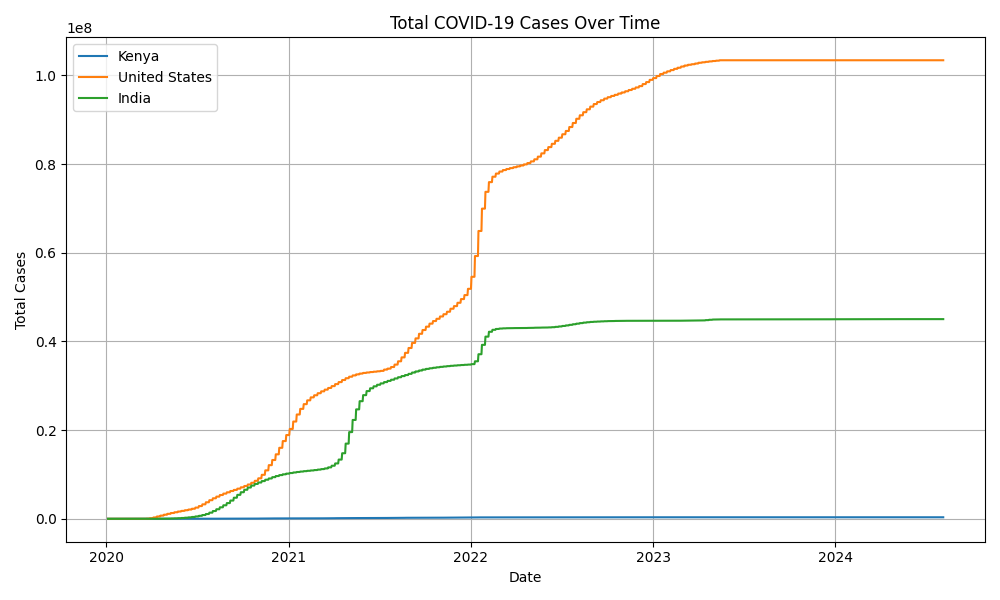 Total COVID-19 Cases Over Time
1e8
Kenya
United States
India
1.0
0.8
0.6
0.4
0.2
0.0
Total Cases
2020 2021 2022 2023 2024
Date